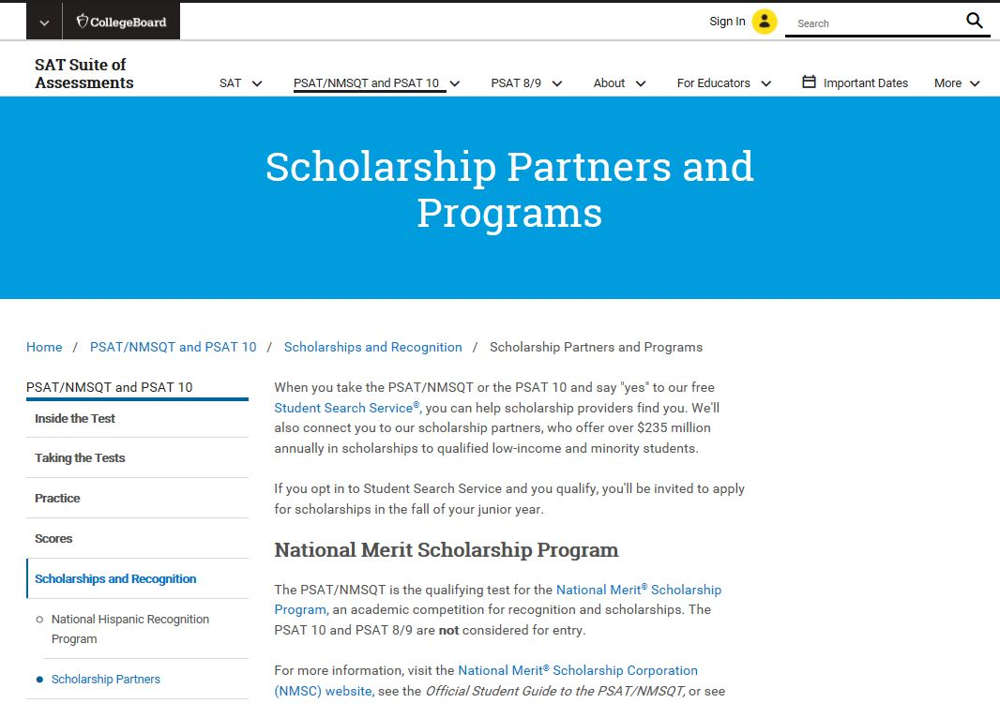 CollegeBoard
Sign In
Search
SAT Suite of
Assessments
SAT
PSAT/NMSQT and PSAT 10
PSAT 8/9
About
For Educators
Important Dates
More
Scholarship Partners and
Programs
Home / PSAT/NMSQT and PSAT 10 / Scholarships and Recognition / Scholarship Partners and Programs
PSAT/NMSQT and PSAT 10
Inside the Test
Taking the Tests
Practice
Scores
Scholarships and Recognition
National Hispanic Recognition
Program
Scholarship Partners
When you take the PSAT/NMSQT or the PSAT 10 and say "yes" to our free
Student Search Service®, you can help scholarship providers find you. We'll
also connect you to our scholarship partners, who offer over $235 million
annually in scholarships to qualified low-income and minority students.
If you opt in to Student Search Service and you qualify, you'll be invited to apply
for scholarships in the fall of your junior year.
National Merit Scholarship Program
The PSAT/NMSQT is the qualifying test for the National Merit® Scholarship
Program, an academic competition for recognition and scholarships. The
PSAT 10 and PSAT 8/9 are not considered for entry.
For more information, visit the National Merit® Scholarship Corporation
(NMSC) website, see the Official Student Guide to the PSAT/NMSQT, or see